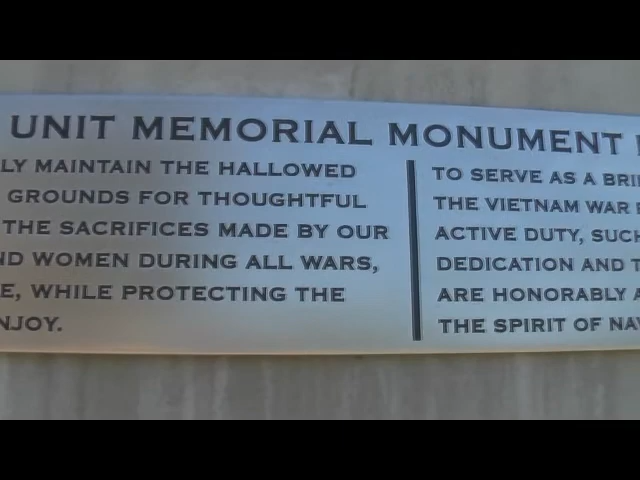 UNIT MEMORIAL MONUMENT
LY MAINTAIN THE HALLOWED
GROUNDS FOR THOUGHTFUL
THE SACRIFICES MADE BY OUR
ND WOMEN DURING ALL WARS,
E, WHILE PROTECTING THE
NJOY.
TO SERVE AS A BRI
THE VIETNAM WAR
ACTIVE DUTY, SUCH
DEDICATION AND T
ARE HONORABLY A
THE SPIRIT OF NA